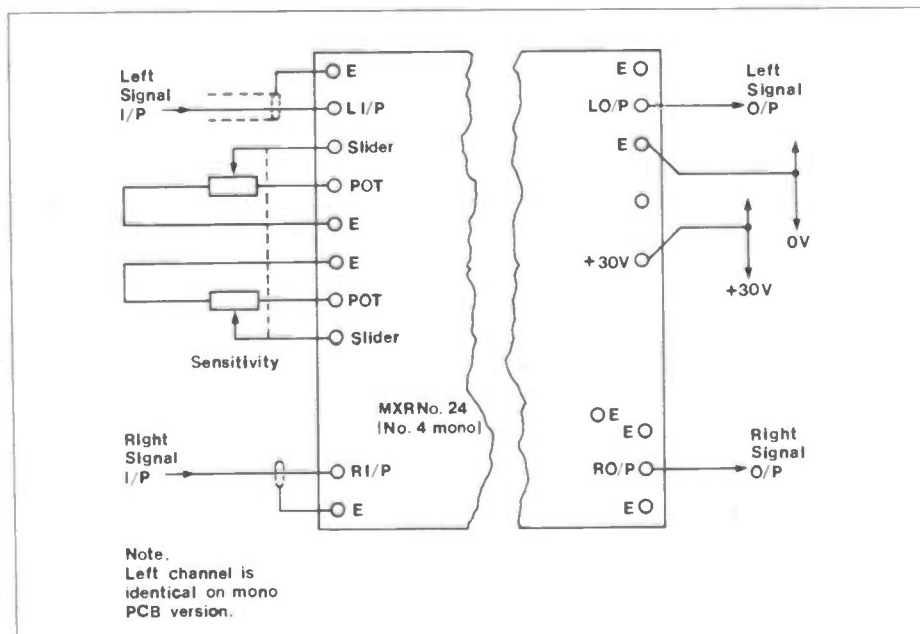 Left
Signal
I/P
E
LI/P
Slider
POT
E
E
POT
Slider
Sensitivity
MXR No. 24
(No. 4 mono)
Right
Signal
I/P
RI/P
E
Note.
Left channel is
identical on mono
PCB version.
E
LO/P
E
+30V
Left
Signal
O/P
0V
+30V
E
E
RO/P
E
Right
Signal
O/P